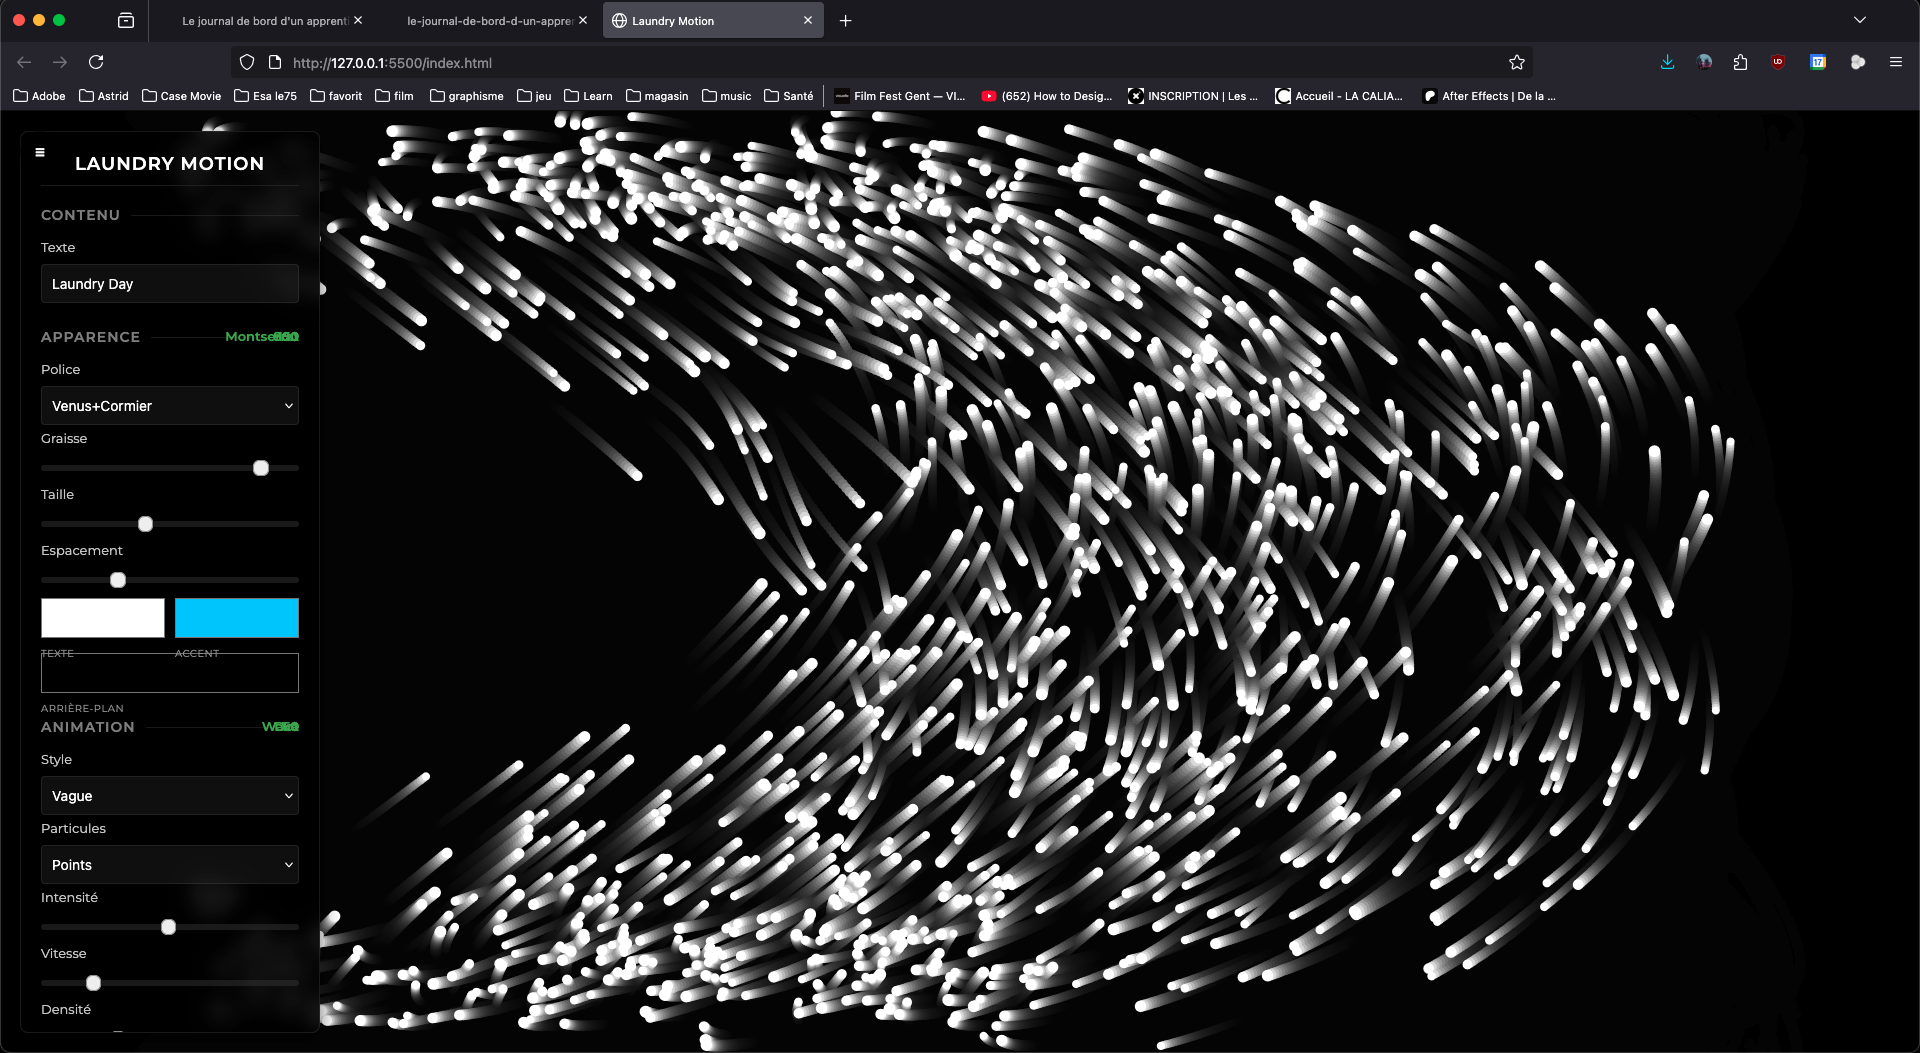 Le journal de bord d'un apprenti
le-journal-de-bord-d-un-appre
Laundry Motion
http://127.0.0.1:5500/index.html
Adobe Astrid Case Movie Esa le75 favorit film graphisme jeu Learn magasin music Santé Film Fest Gent — VI... (652) How to Desig... INSCRIPTION | Les ... Accueil - LA CALIA... After Effects | De la ...
LAUNDRY MOTION
CONTENU
Texte
Laundry Day
APPARENCE
Police
Venus+Cormier
Graisse
Taille
Espacement
TEXTE ACCENT
ARRIÈRE-PLAN
ANIMATION
Style
Vague
Particules
Points
Intensité
Vitesse
Densité